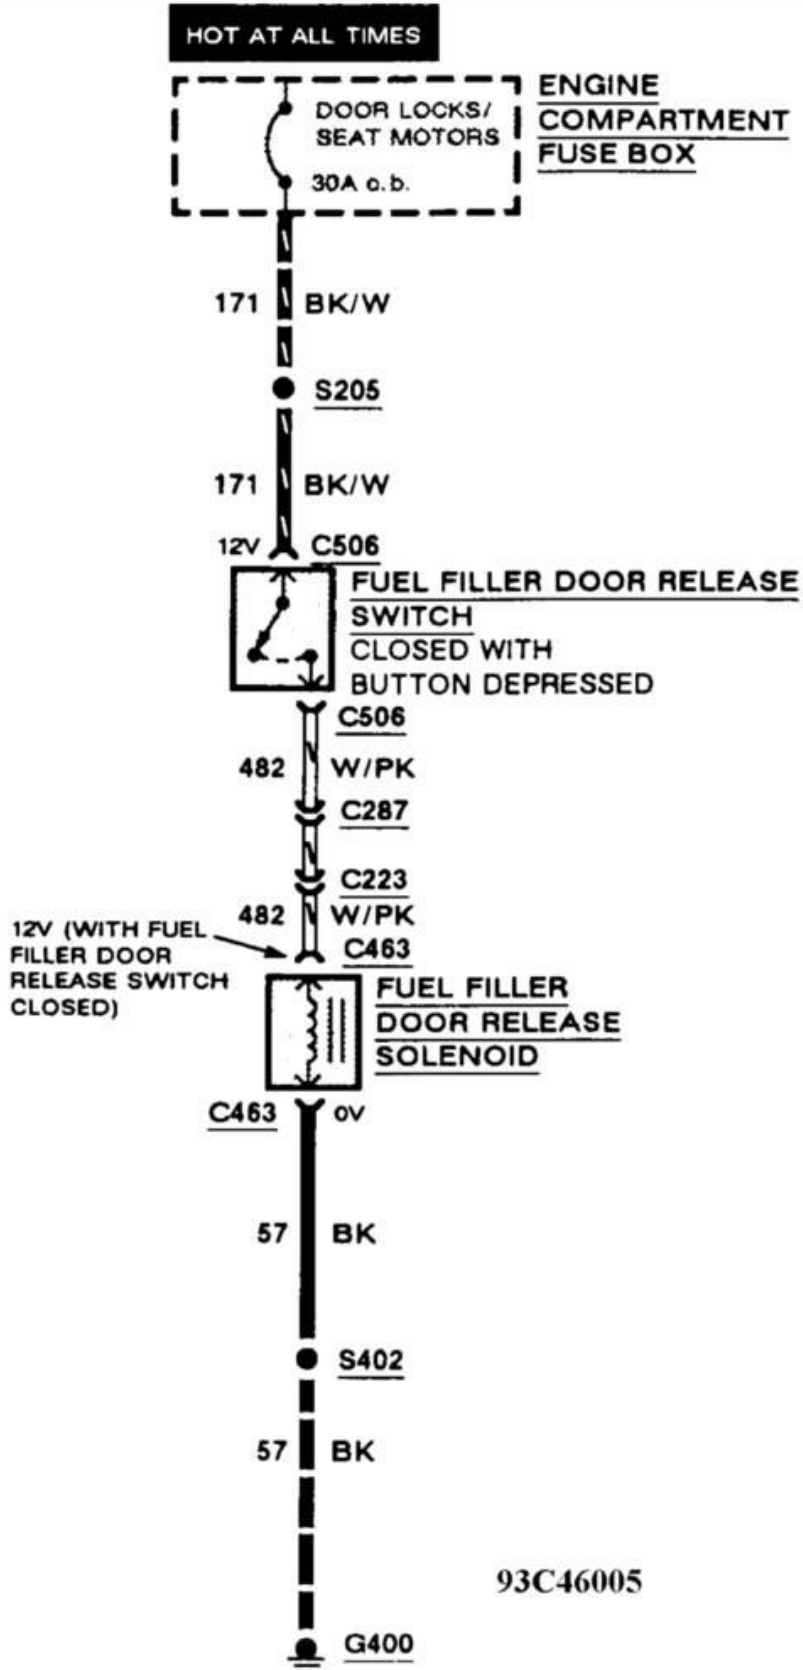 HOT AT ALL TIMES
DOOR LOCKS/
SEAT MOTORS
30A c.b.
ENGINE
COMPARTMENT
FUSE BOX
171 BK/W
S205
171 BK/W
12V C506
FUEL FILLER DOOR RELEASE
SWITCH
CLOSED WITH
BUTTON DEPRESSED
C506
482 W/PK
C287
C223
482 W/PK
12V (WITH FUEL
FILLER DOOR
RELEASE SWITCH
CLOSED)
C463
FUEL FILLER
DOOR RELEASE
SOLENOID
C463 0V
57 BK
S402
57 BK
93C46005
G400